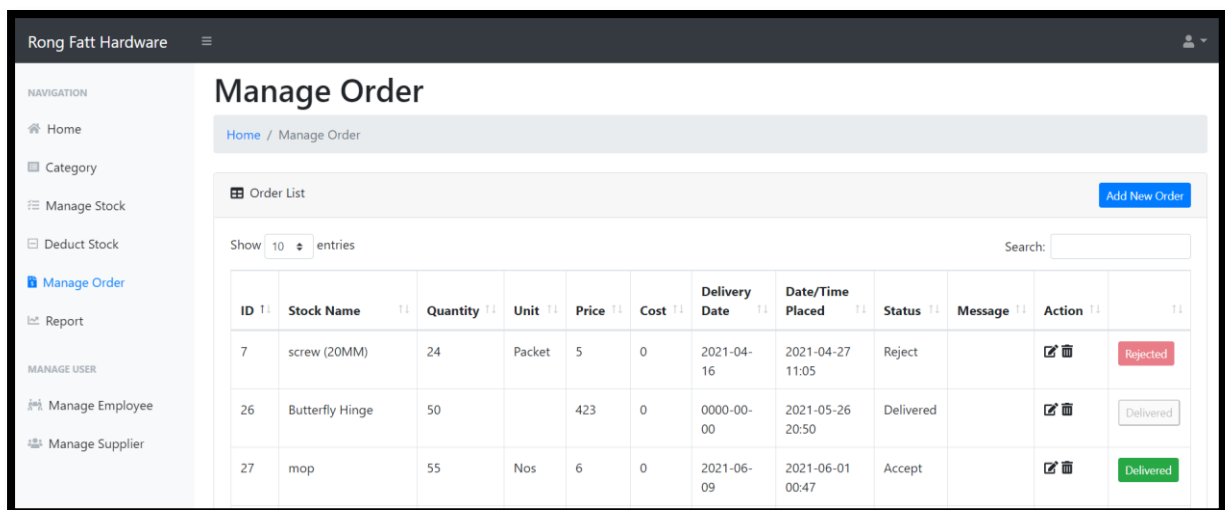 Rong Fatt Hardware
NAVIGATION
Home
Category
Manage Stock
Deduct Stock
Manage Order
Report
MANAGE USER
Manage Employee
Manage Supplier
Manage Order
Home / Manage Order
Order List
Add New Order
Show 10 entries
Search:
ID Stock Name Quantity Unit Price Cost Delivery Date Date/Time Placed Status Message Action
7 screw (20MM) 24 Packet 5 0 2021-04-16 2021-04-27 11:05 Reject Rejected
26 Butterfly Hinge 50 423 0 0000-00-00 2021-05-26 20:50 Delivered Delivered
27 mop 55 Nos 6 0 2021-06-09 2021-06-01 00:47 Accept Delivered